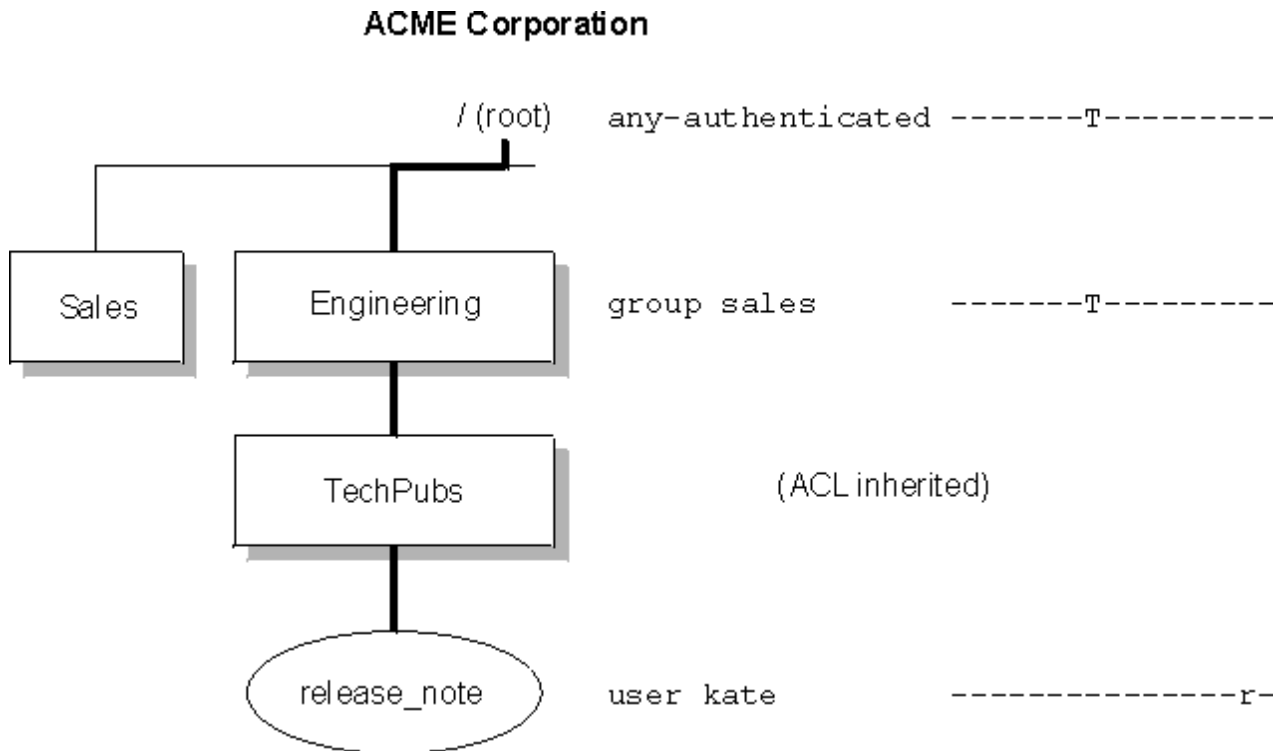 ACME Corporation
/ (root) any-authenticated -------T---------
Sales
Engineering
group sales -------T---------
TechPubs
(ACL inherited)
release_note
user kate ---------------r-